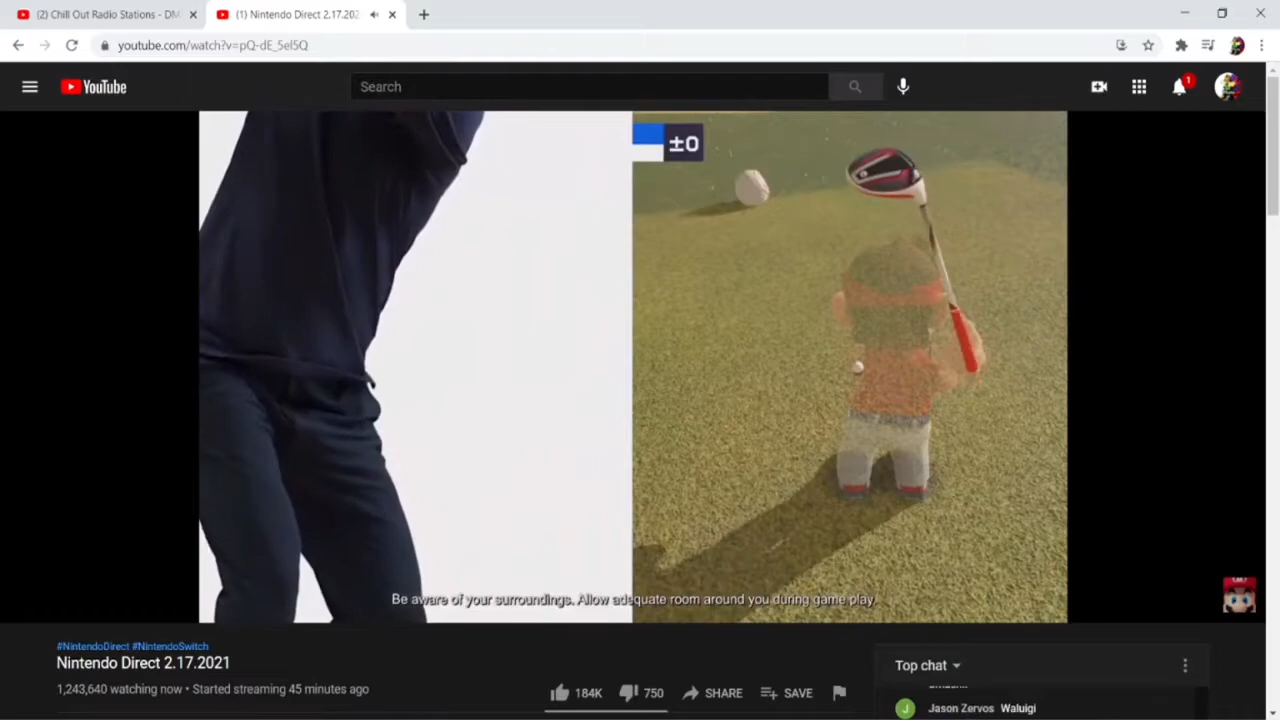 (2) Chill Out Radio Stations - DM
(1) Nintendo Direct 2.17.202
youtube.com/watch?v=pQ-dE_5el5Q
YouTube
Search
1
±0
Be aware of your surroundings. Allow adequate room around you during game play.
#NintendoDirect #NintendoSwitch
Nintendo Direct 2.17.2021
1,243,640 watching now • Started streaming 45 minutes ago
184K
750
SHARE
SAVE
Top chat
J
Jason Zervos Waluigi